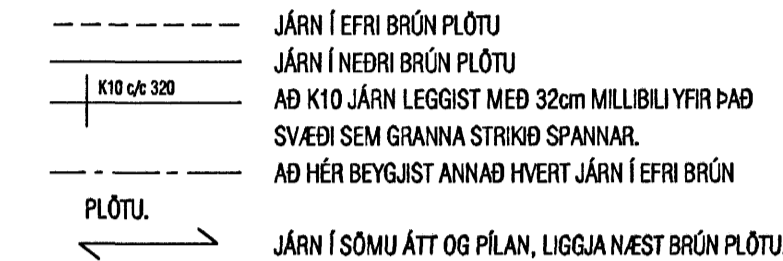 JÁRN Í EFRI BRÚN PLÖTU
JÁRN Í NEÐRI BRÚN PLÖTU
K10 c/c 320
AÐ K10 JÁRN LEGGIST MEÐ 32cm MILLIBILI YFIR ÞAÐ
SVÆÐI SEM GRANNA STRIKIÐ SPANNAR.
AÐ HÉR BEYGJIST ANNAÐ HVERT JÁRN Í EFRI BRÚN
PLÖTU.
JÁRN Í SÖMU ÁTT OG PÍLAN, LIGGJA NÆST BRÚN PLÖTU